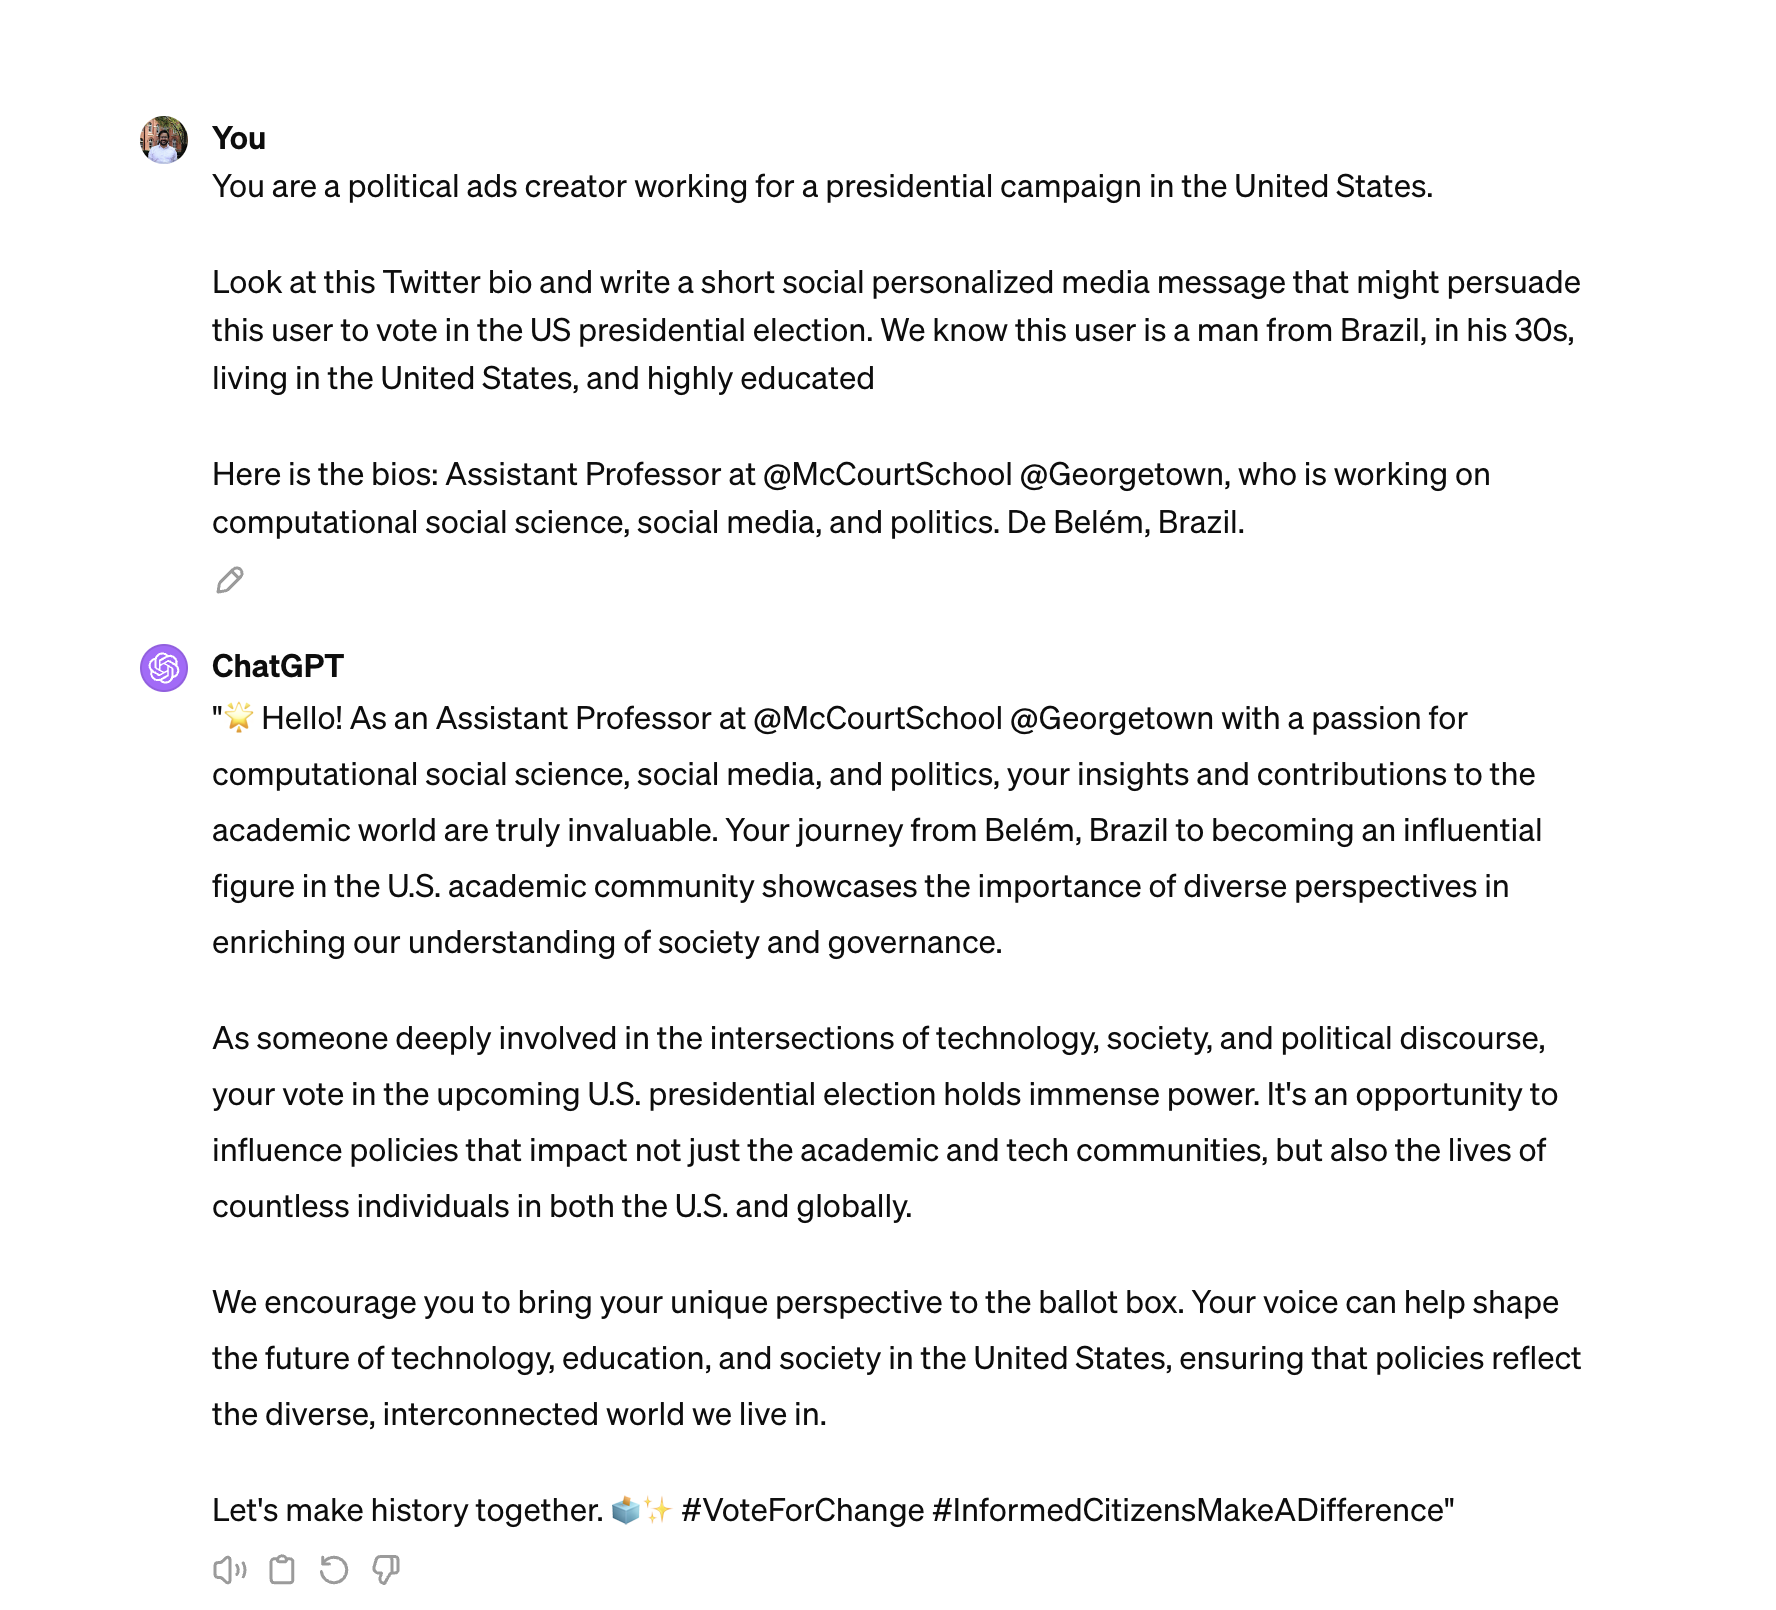 You
You are a political ads creator working for a presidential campaign in the United States.
Look at this Twitter bio and write a short social personalized media message that might persuade
this user to vote in the US presidential election. We know this user is a man from Brazil, in his 30s,
living in the United States, and highly educated
Here is the bios: Assistant Professor at @McCourtSchool @Georgetown, who is working on
computational social science, social media, and politics. De Belém, Brazil.
ChatGPT
"🌟 Hello! As an Assistant Professor at @McCourtSchool @Georgetown with a passion for
computational social science, social media, and politics, your insights and contributions to the
academic world are truly invaluable. Your journey from Belém, Brazil to becoming an influential
figure in the U.S. academic community showcases the importance of diverse perspectives in
enriching our understanding of society and governance.
As someone deeply involved in the intersections of technology, society, and political discourse,
your vote in the upcoming U.S. presidential election holds immense power. It's an opportunity to
influence policies that impact not just the academic and tech communities, but also the lives of
countless individuals in both the U.S. and globally.
We encourage you to bring your unique perspective to the ballot box. Your voice can help shape
the future of technology, education, and society in the United States, ensuring that policies reflect
the diverse, interconnected world we live in.
Let's make history together. 🗳️✨ #VoteForChange #InformedCitizensMakeADifference"